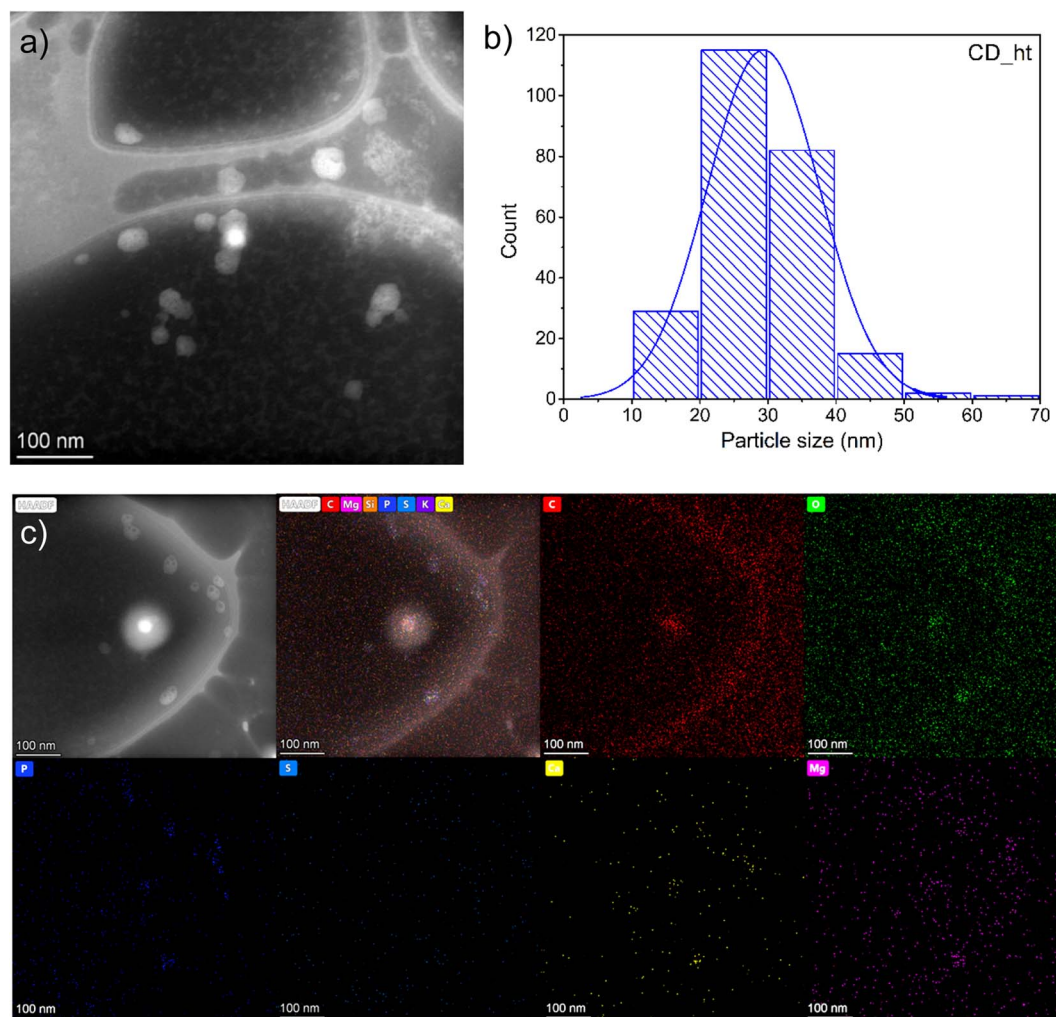 a)
100 nm
b)
CD_ht
Count
120
100
80
60
40
20
0
0 10 20 30 40 50 60 70
Particle size (nm)
c)
HAADF
100 nm
HAADF C Mg Si P S K Ca
100 nm
C
100 nm
O
100 nm
P
100 nm
S
100 nm
Ca
100 nm
Mg
100 nm